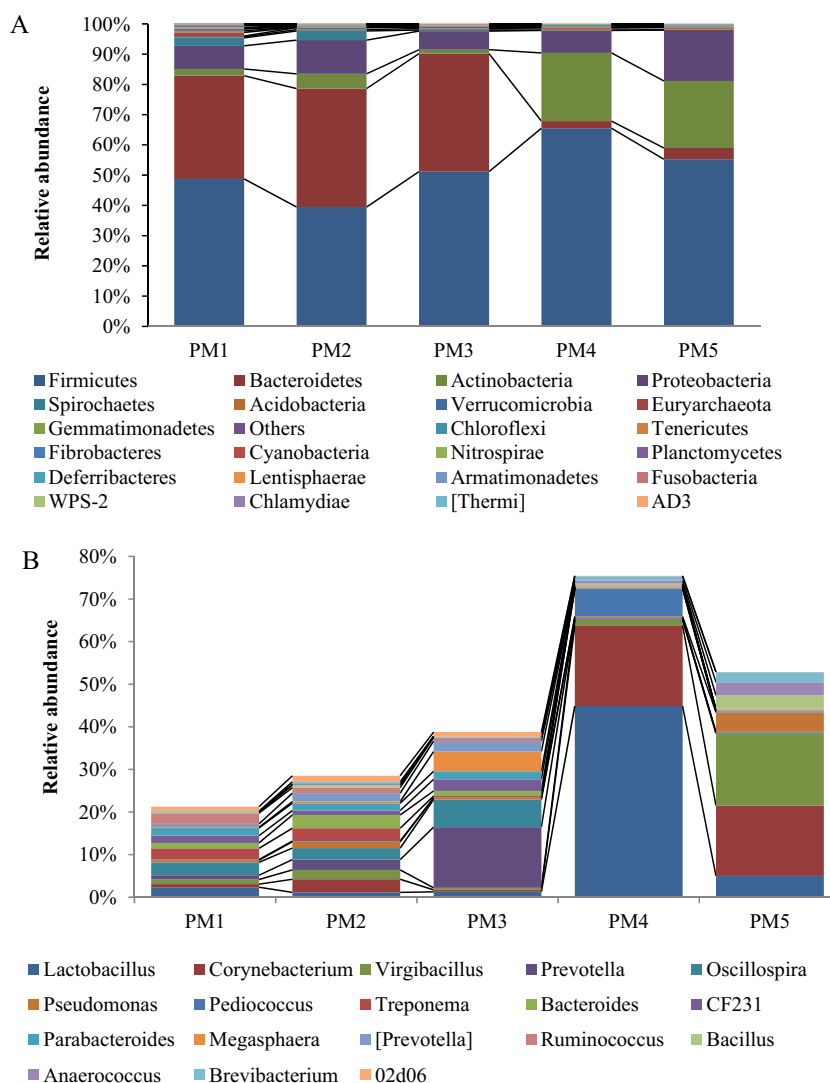 A
Relative abundance
100%
90%
80%
70%
60%
50%
40%
30%
20%
10%
0%
PM1 PM2 PM3 PM4 PM5
Firmicutes Bacteroidetes Actinobacteria Proteobacteria
Spirochaetes Acidobacteria Verrucomicrobia Euryarchaeota
Gemmatimonadetes Others Chloroflexi Tenericutes
Fibrobacteres Cyanobacteria Nitrospirae Planctomycetes
Deferribacteres Lentisphaerae Armatimonadetes Fusobacteria
WPS-2 Chlamydiae [Thermi] AD3
B
Relative abundance
80%
70%
60%
50%
40%
30%
20%
10%
0%
PM1 PM2 PM3 PM4 PM5
Lactobacillus Corynebacterium Virgibacillus Prevotella Oscillospira
Pseudomonas Pediococcus Treponema Bacteroides CF231
Parabacteroides Megasphaera [Prevotella] Ruminococcus Bacillus
Anaerococcus Brevibacterium 02d06